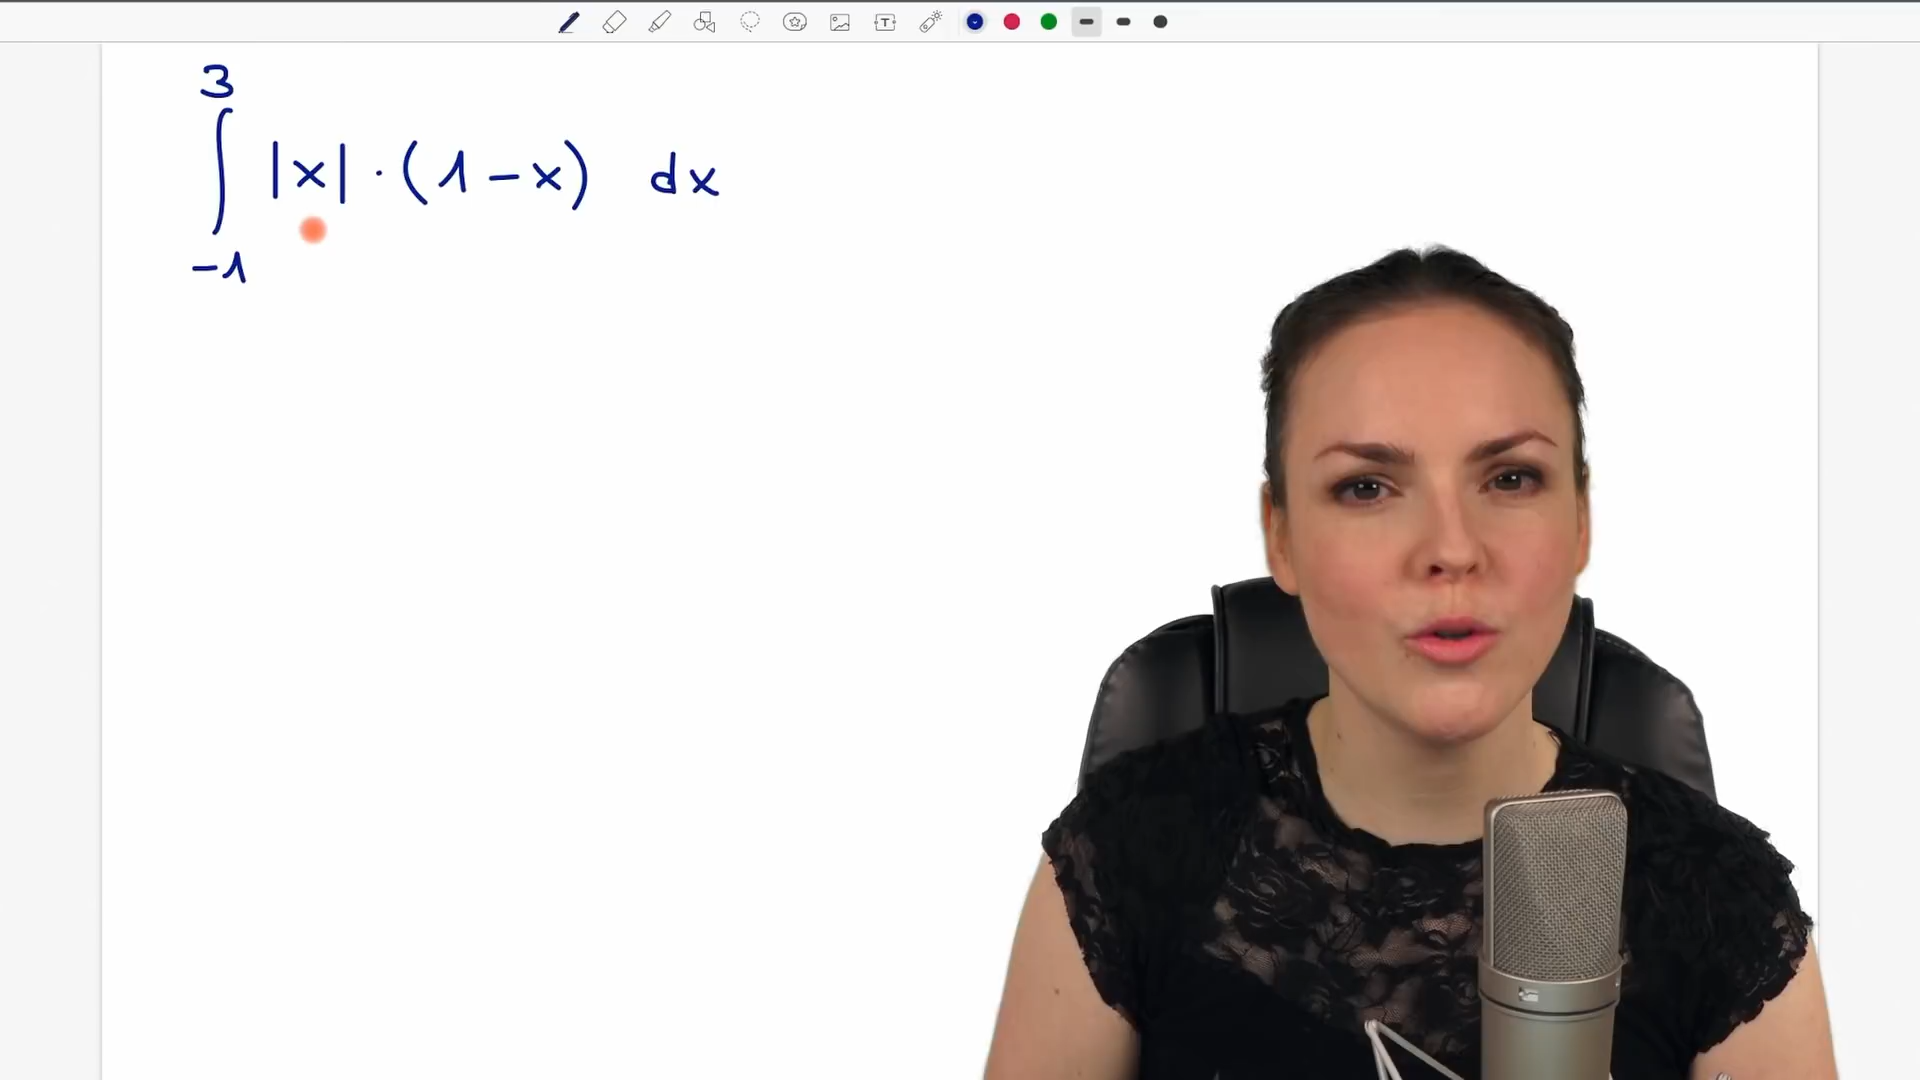 3
∫ |x| · (1 − x) dx
−1